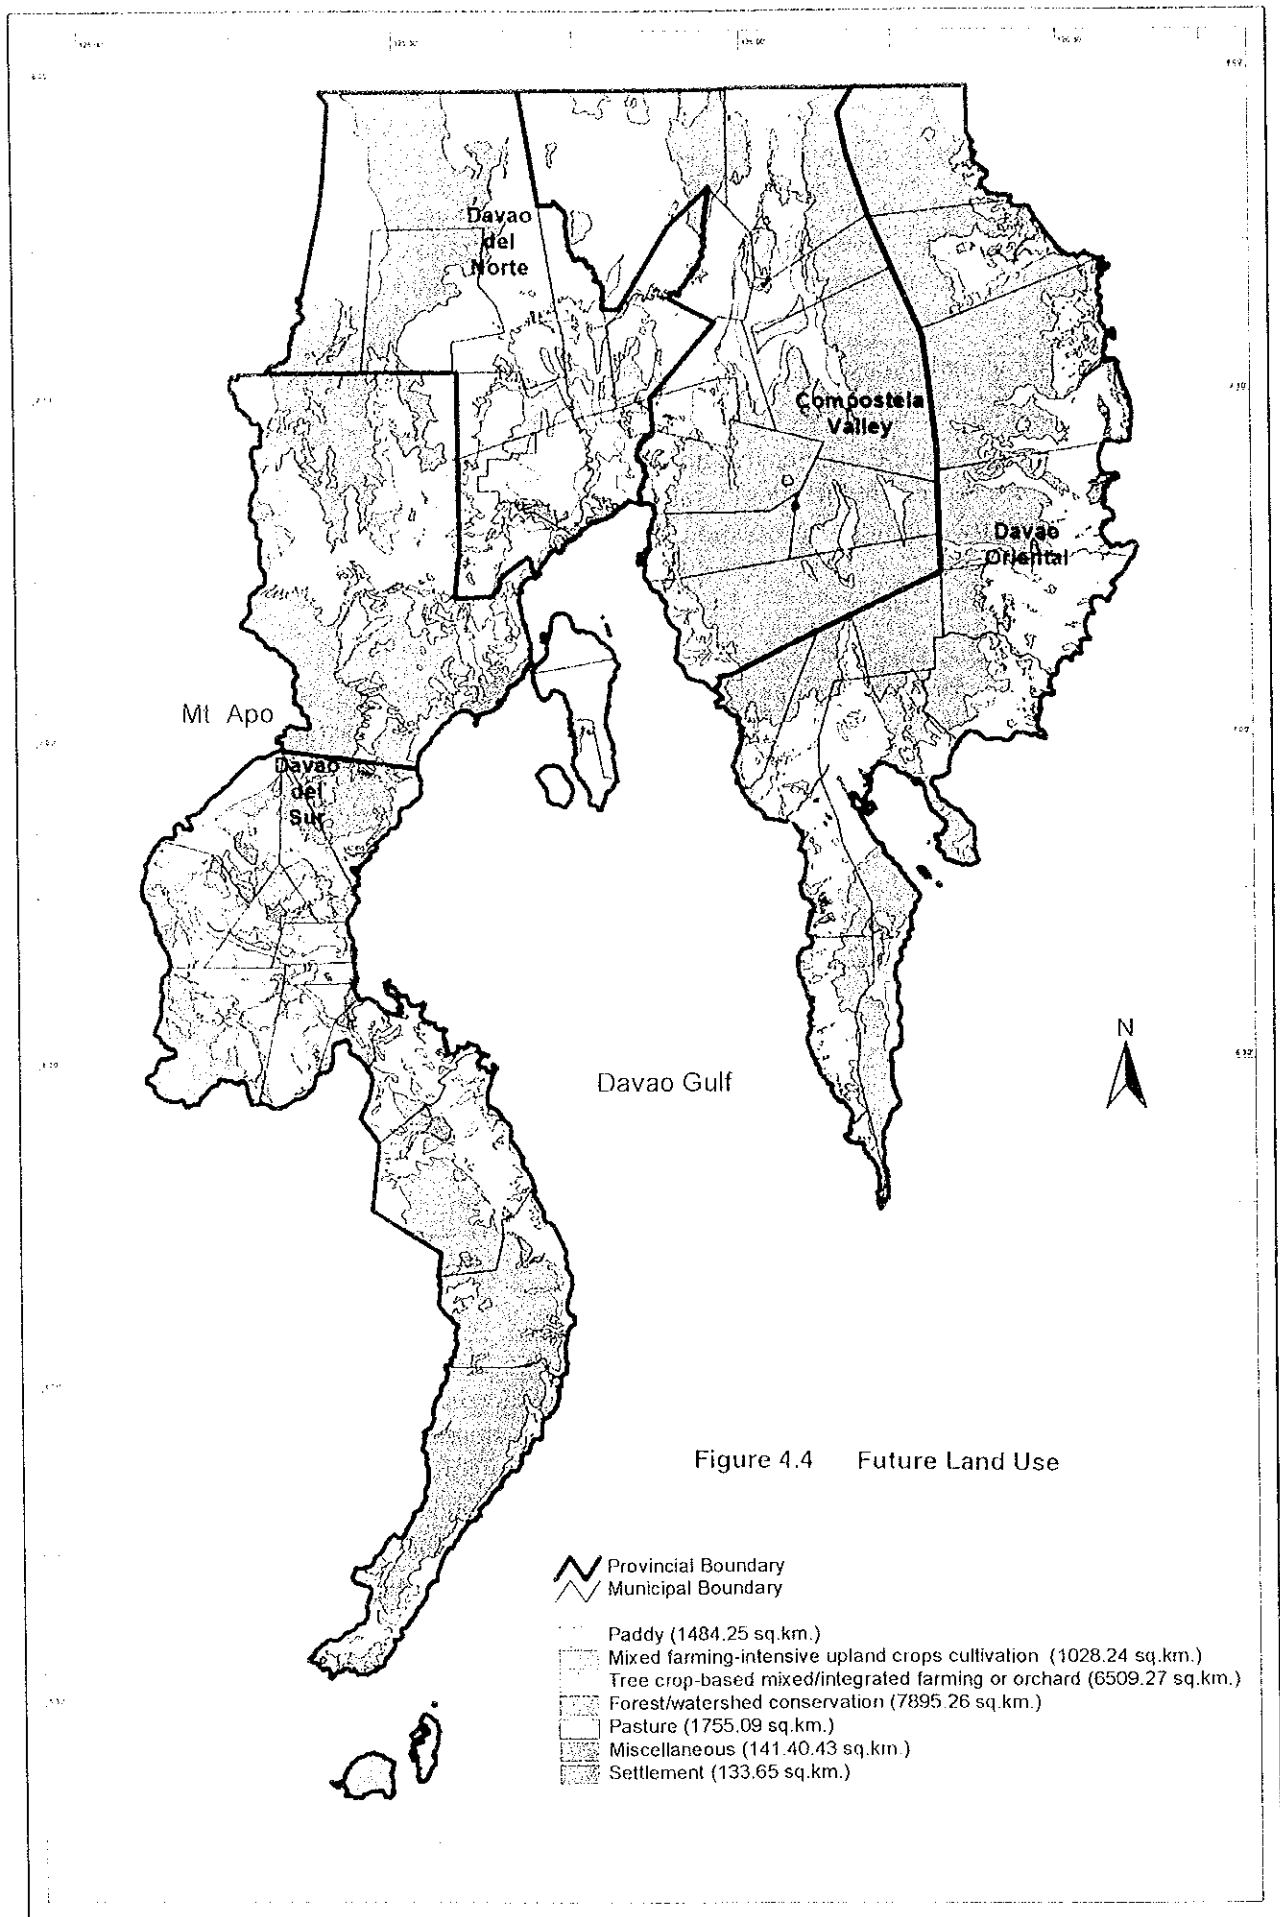 Davao
del
Norte
Compostela
Valley
Davao
Oriental
Mt Apo
Davao
del
Sur
N
Davao Gulf
Figure 4.4 Future Land Use
Provincial Boundary
Municipal Boundary
Paddy (1484.25 sq.km.)
Mixed farming-intensive upland crops cultivation (1028.24 sq.km.)
Tree crop-based mixed/integrated farming or orchard (6509.27 sq.km.)
Forest/watershed conservation (7895.26 sq.km.)
Pasture (1755.09 sq.km.)
Miscellaneous (141.40.43 sq.km.)
Settlement (133.65 sq.km.)